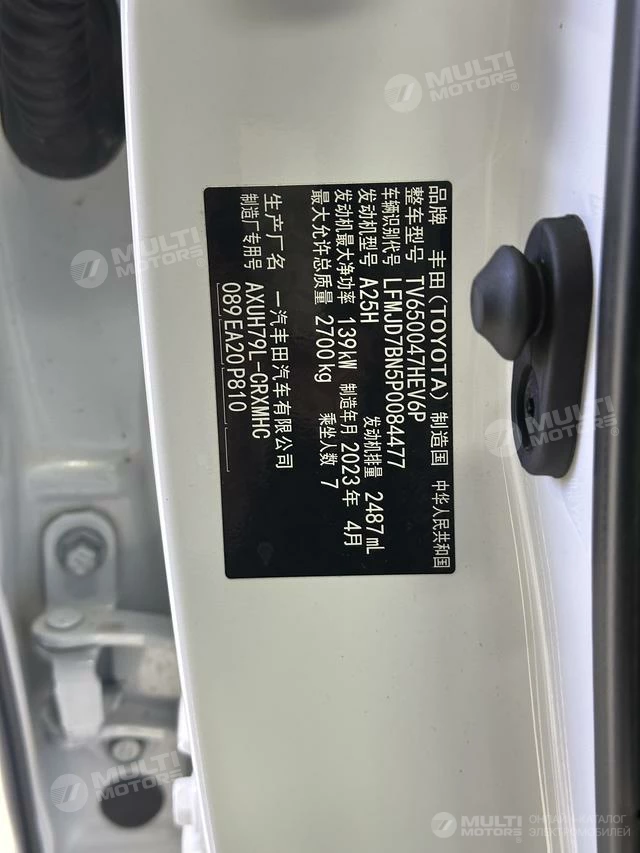 品牌 丰田(TOYOTA) 制造国 中华人民共和国
整车型号 TV650047HEV6P
车辆识别代号 LFMJD7BN5P0084477
发动机型号 A25H 发动机排量 2487mL
发动机最大净功率 139kW 制造年月 2023年 4月
最大允许总质量 2700kg 乘坐人数 7
生产厂名 一汽丰田汽车有限公司
制造厂专用号 AXUH79L-CRXMHC
089EA20P810
MULTI MOTORS®
MULTI MOTORS
MULTI MOTORS
MULTI MOTORS
MULTI MOTORS®
ОНЛАЙН-КАТАЛОГ
ЭЛЕКТРОМОБИЛЕЙ